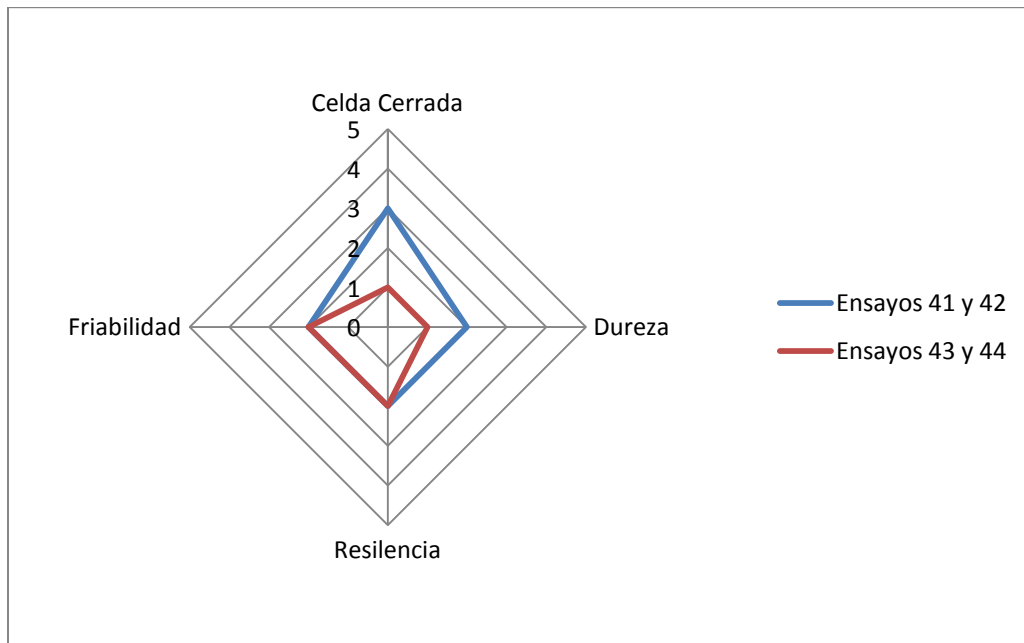 Celda Cerrada
5
4
3
2
1
0
Friabilidad
Dureza
Resilencia
Ensayos 41 y 42
Ensayos 43 y 44